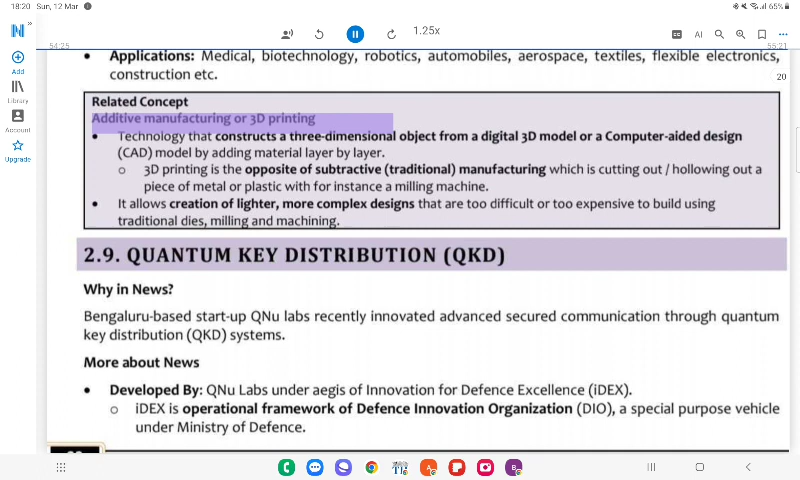 18:20 Sun, 12 Mar
65%
N »
1.25x
AI
54:25
55:21
20
Add
Library
Account
Upgrade
• Applications: Medical, biotechnology, robotics, automobiles, aerospace, textiles, flexible electronics,
construction etc.
Related Concept
Additive manufacturing or 3D printing
• Technology that constructs a three-dimensional object from a digital 3D model or a Computer-aided design
(CAD) model by adding material layer by layer.
o 3D printing is the opposite of subtractive (traditional) manufacturing which is cutting out / hollowing out a
piece of metal or plastic with for instance a milling machine.
• It allows creation of lighter, more complex designs that are too difficult or too expensive to build using
traditional dies, milling and machining.
2.9. QUANTUM KEY DISTRIBUTION (QKD)
Why in News?
Bengaluru-based start-up QNu labs recently innovated advanced secured communication through quantum
key distribution (QKD) systems.
More about News
• Developed By: QNu Labs under aegis of Innovation for Defence Excellence (iDEX).
o iDEX is operational framework of Defence Innovation Organization (DIO), a special purpose vehicle
under Ministry of Defence.